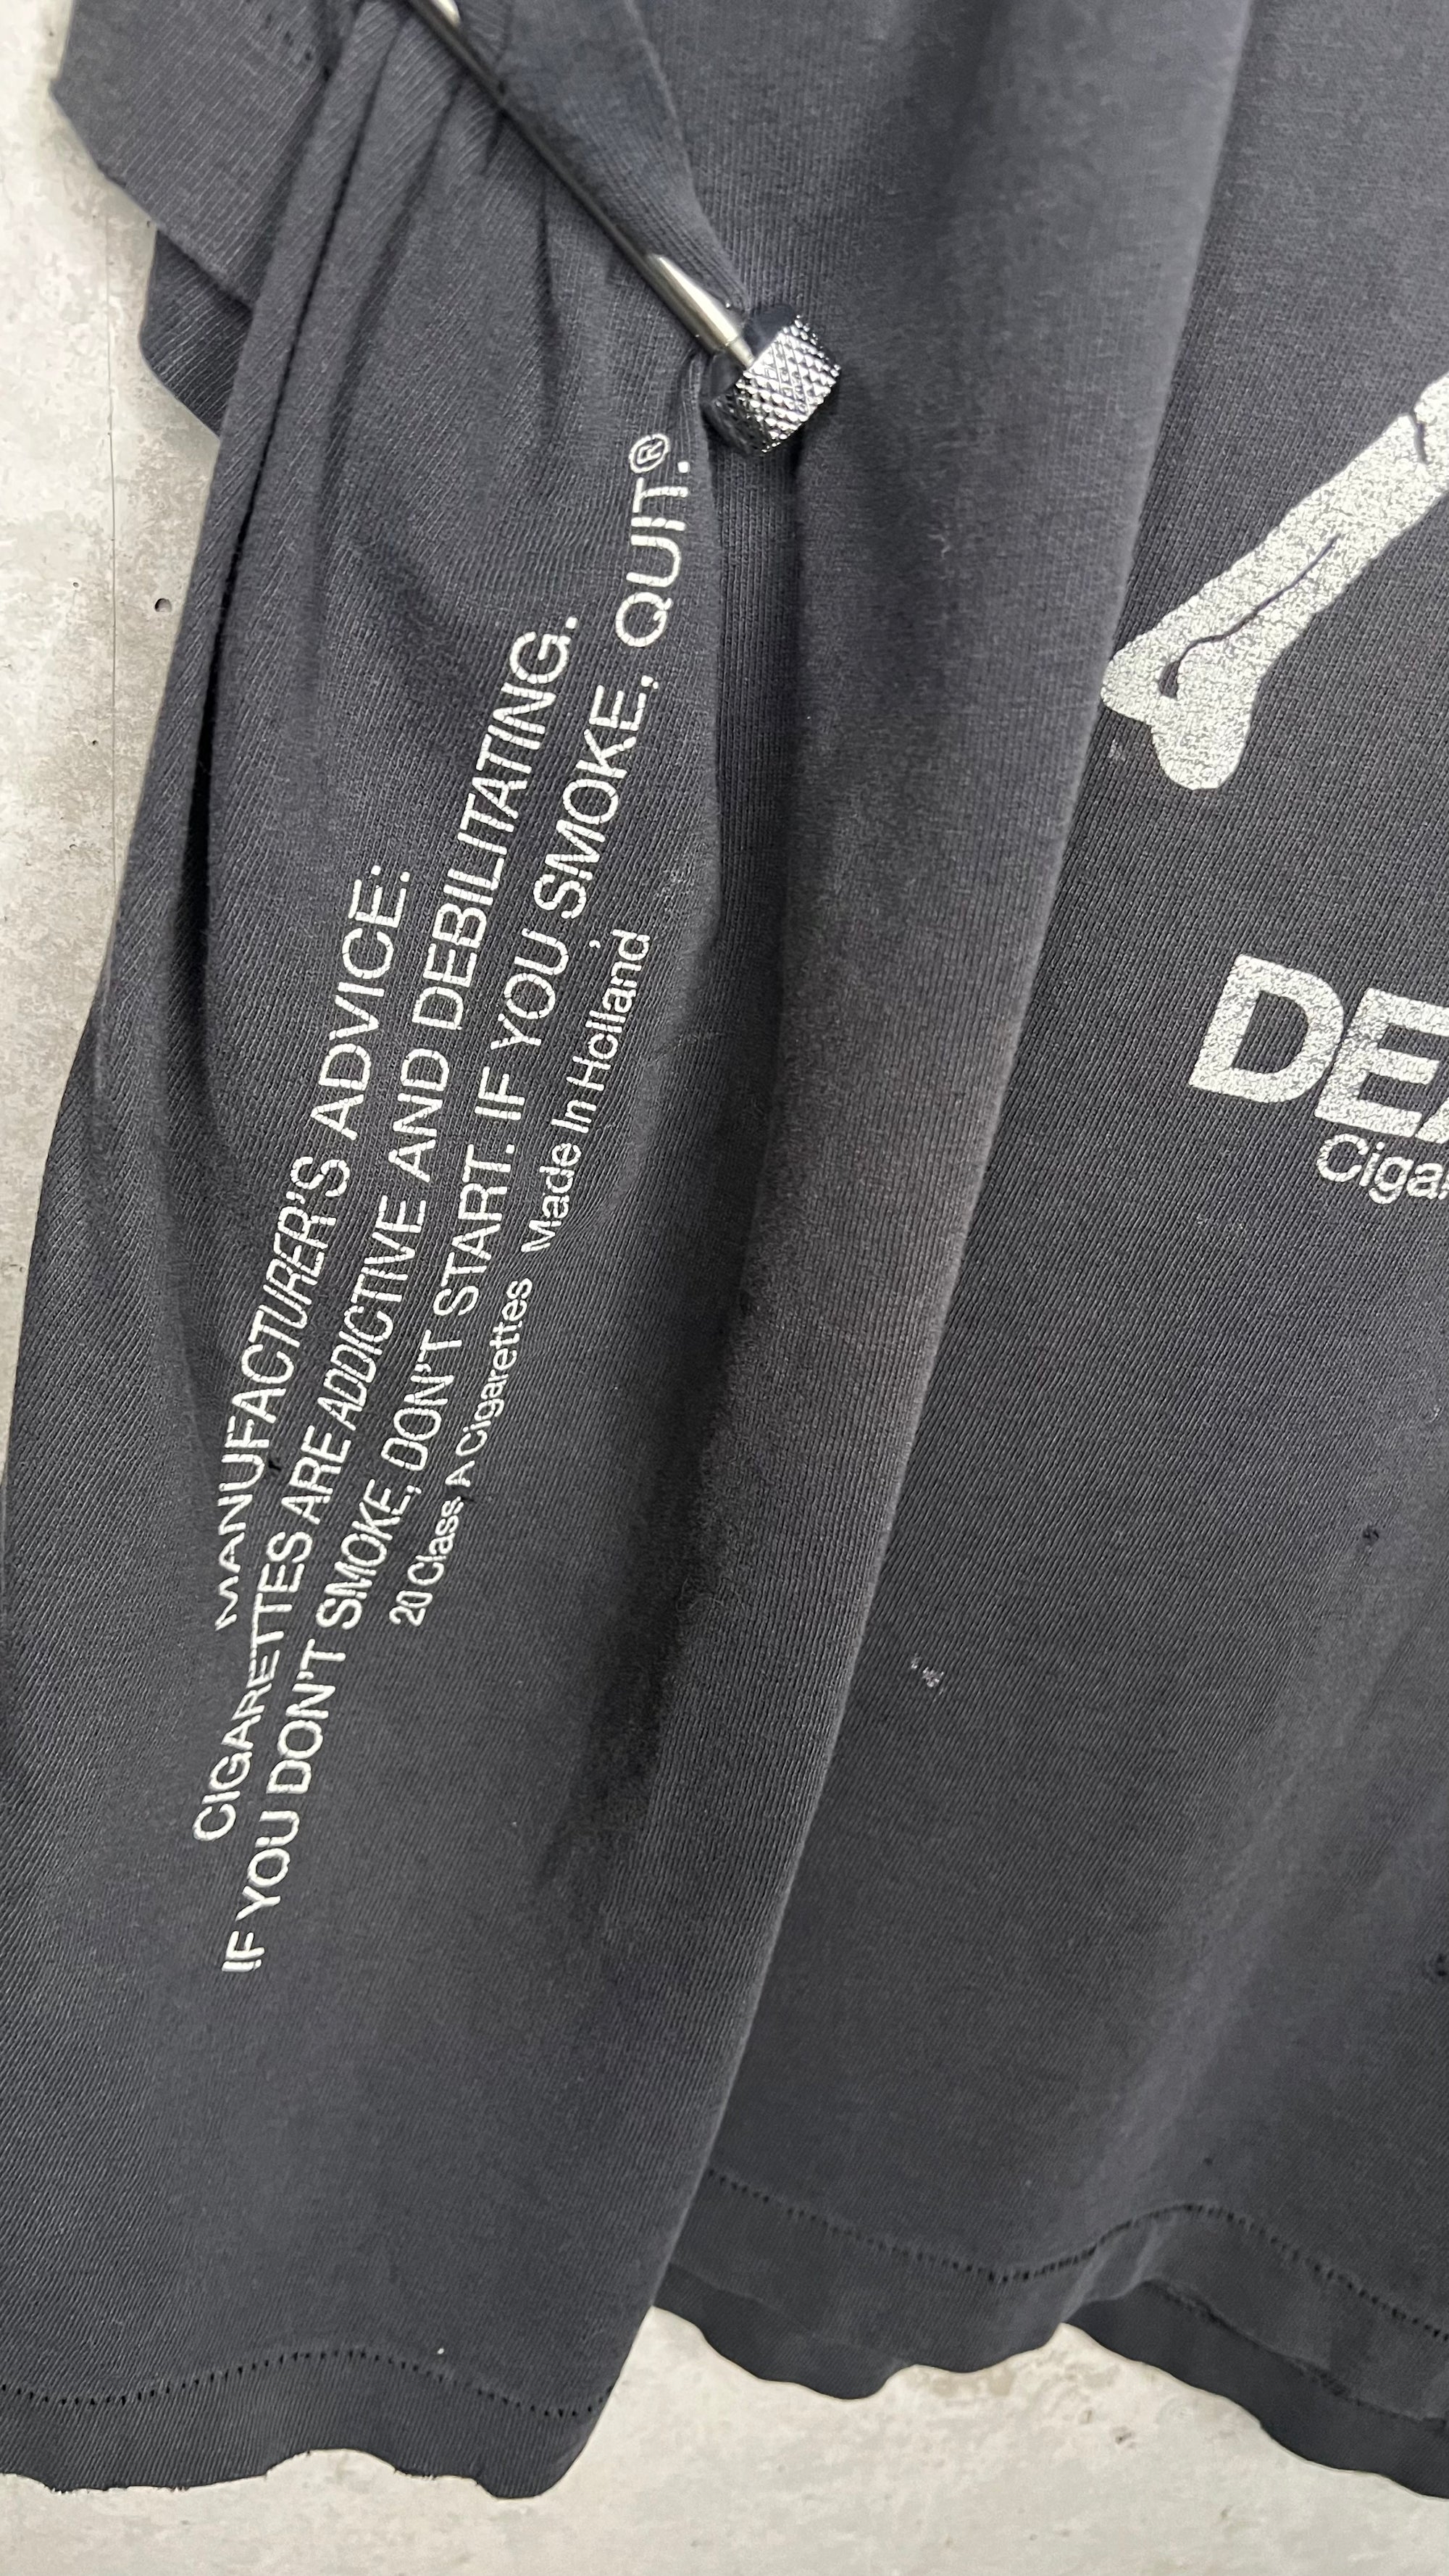 MANUFACTURER'S ADVICE:
CIGARETTES ARE ADDICTIVE AND DEBILITATING.
IF YOU DON'T SMOKE, DON'T START. IF YOU SMOKE, QUIT.®
20 Class A Cigarettes Made In Holland
DEA
Cigar